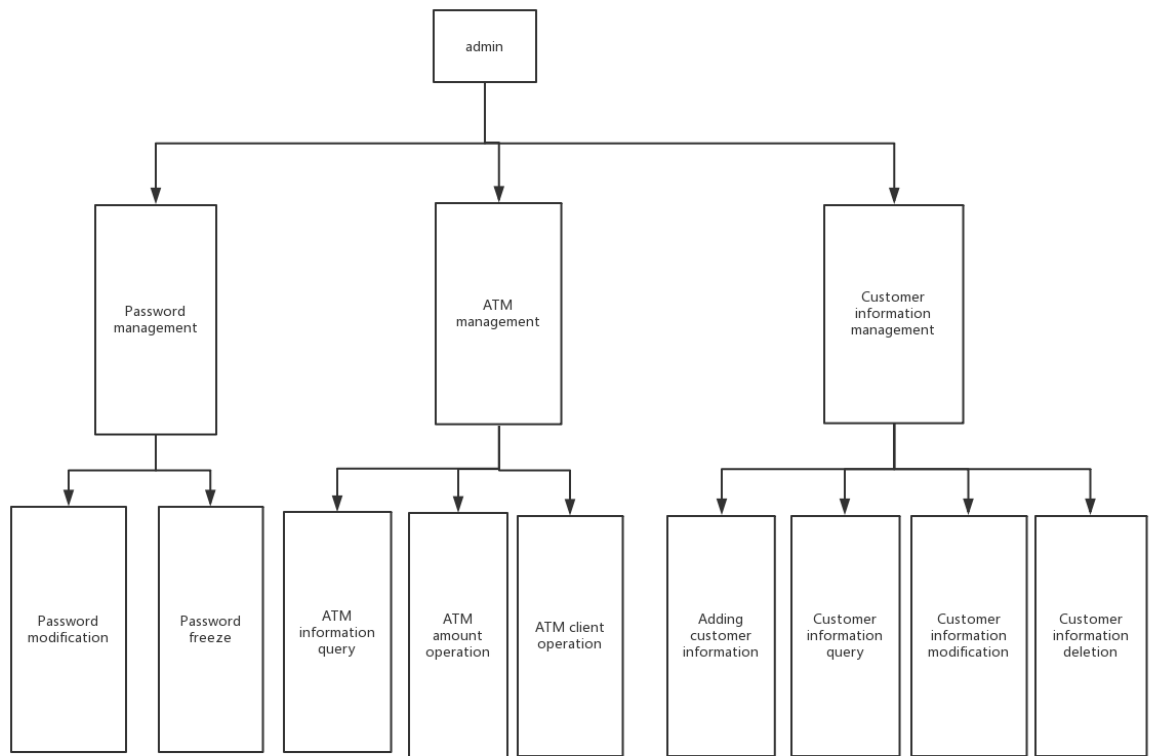 admin
Password
management
ATM
management
Customer
information
management
Password
modification
Password
freeze
ATM
information
query
ATM
amount
operation
ATM client
operation
Adding
customer
information
Customer
information
query
Customer
information
modification
Customer
information
deletion